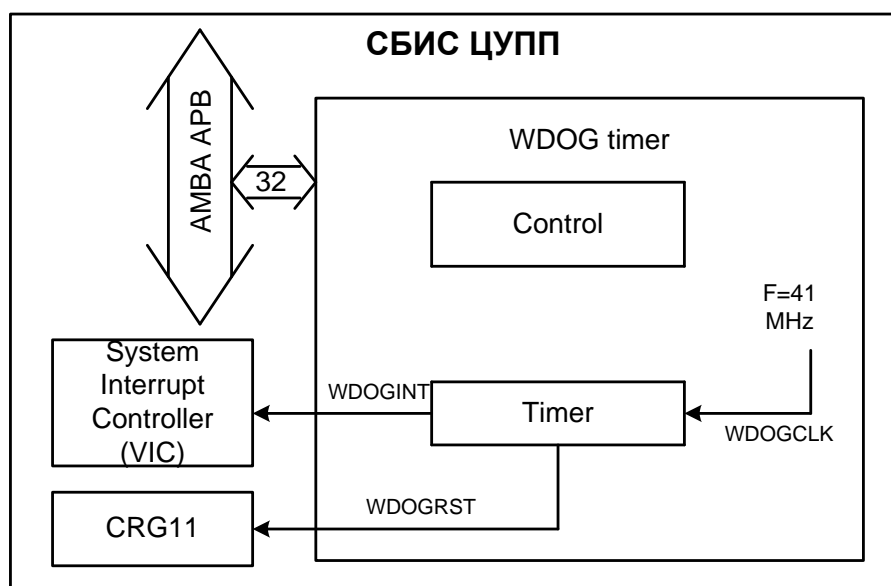 СБИС ЦУПП
AMBA APB
32
WDOG timer
Control
F=41
MHz
System
Interrupt
Controller
(VIC)
WDOGINT
Timer
WDOGCLK
CRG11
WDOGRST